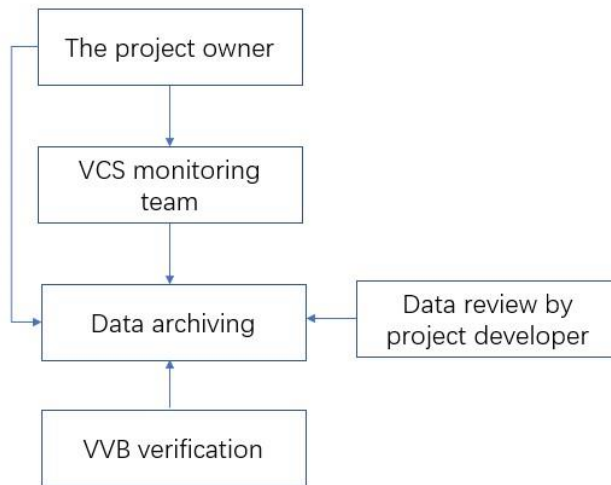 The project owner
VCS monitoring
team
Data archiving
Data review by
project developer
VVB verification